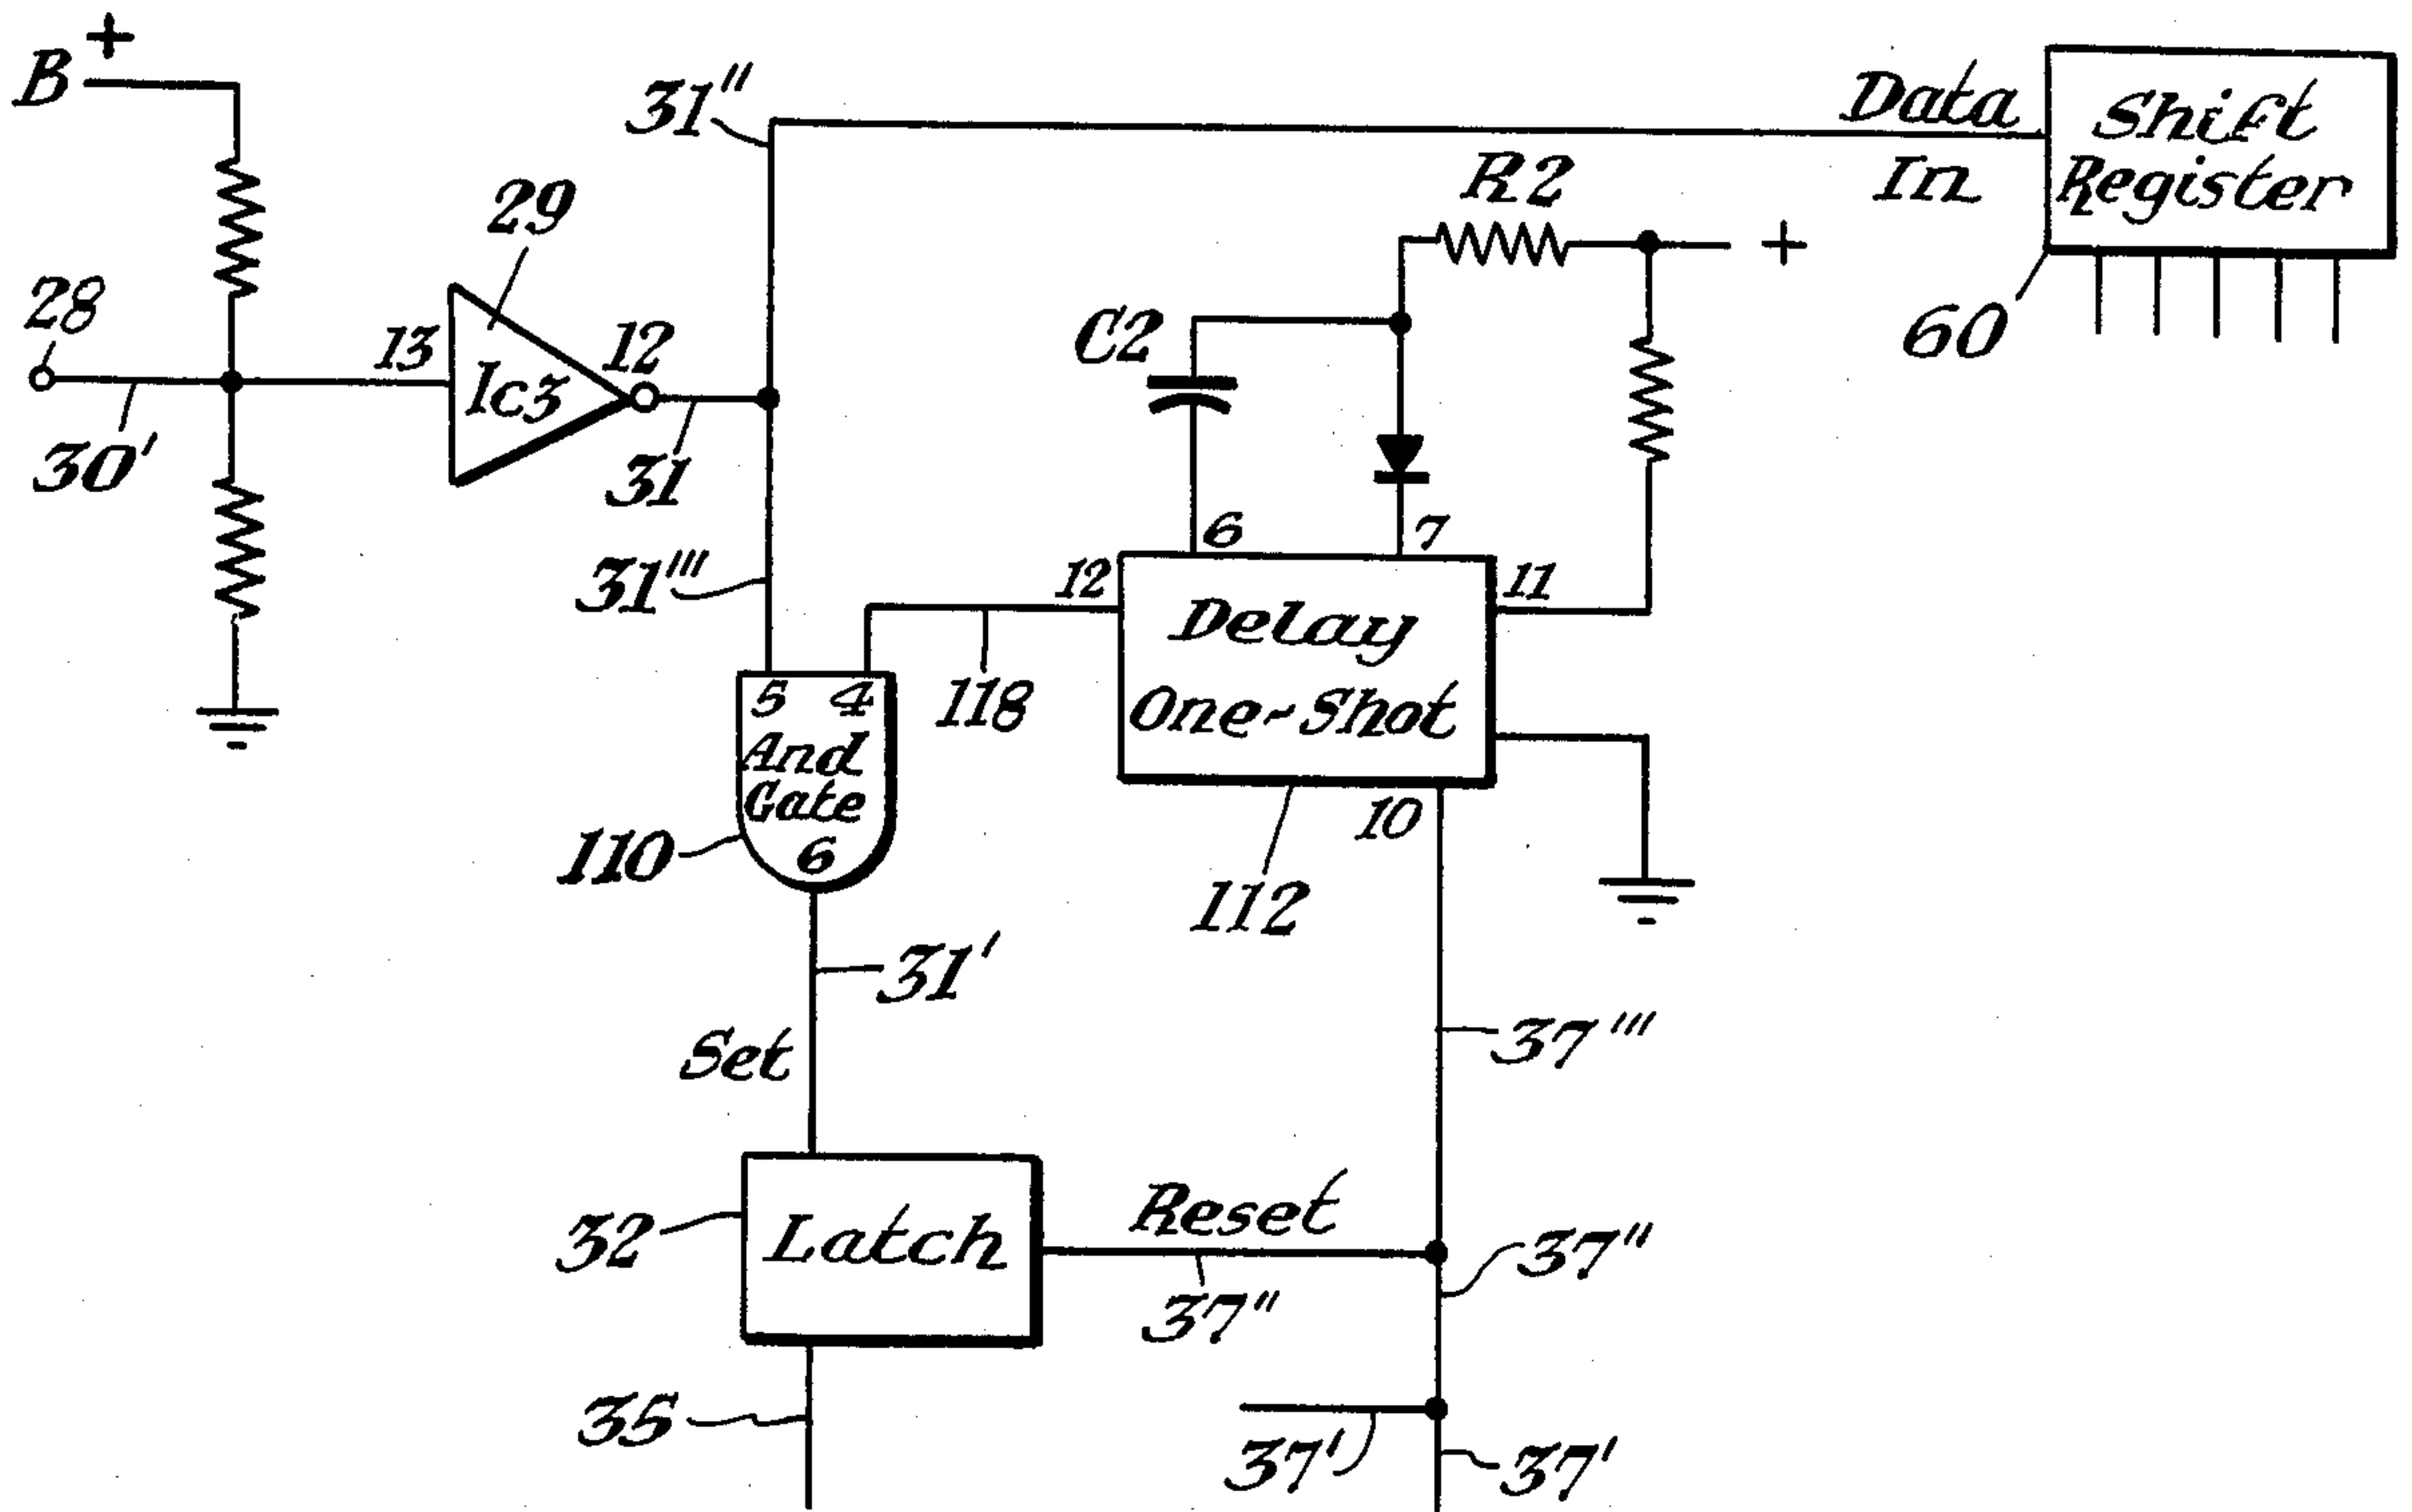 B +
31''
Data
In
Shift
Register
R2
+
29
28
13
Ic3
12
C2
60
30'
31
6
7
31'''
12
11
Delay
One-Shot
5 4
And
Gate
6
118
110
10
112
31'
Set
37'''
32
Latch
Reset
37''
37''
35
37'
37'